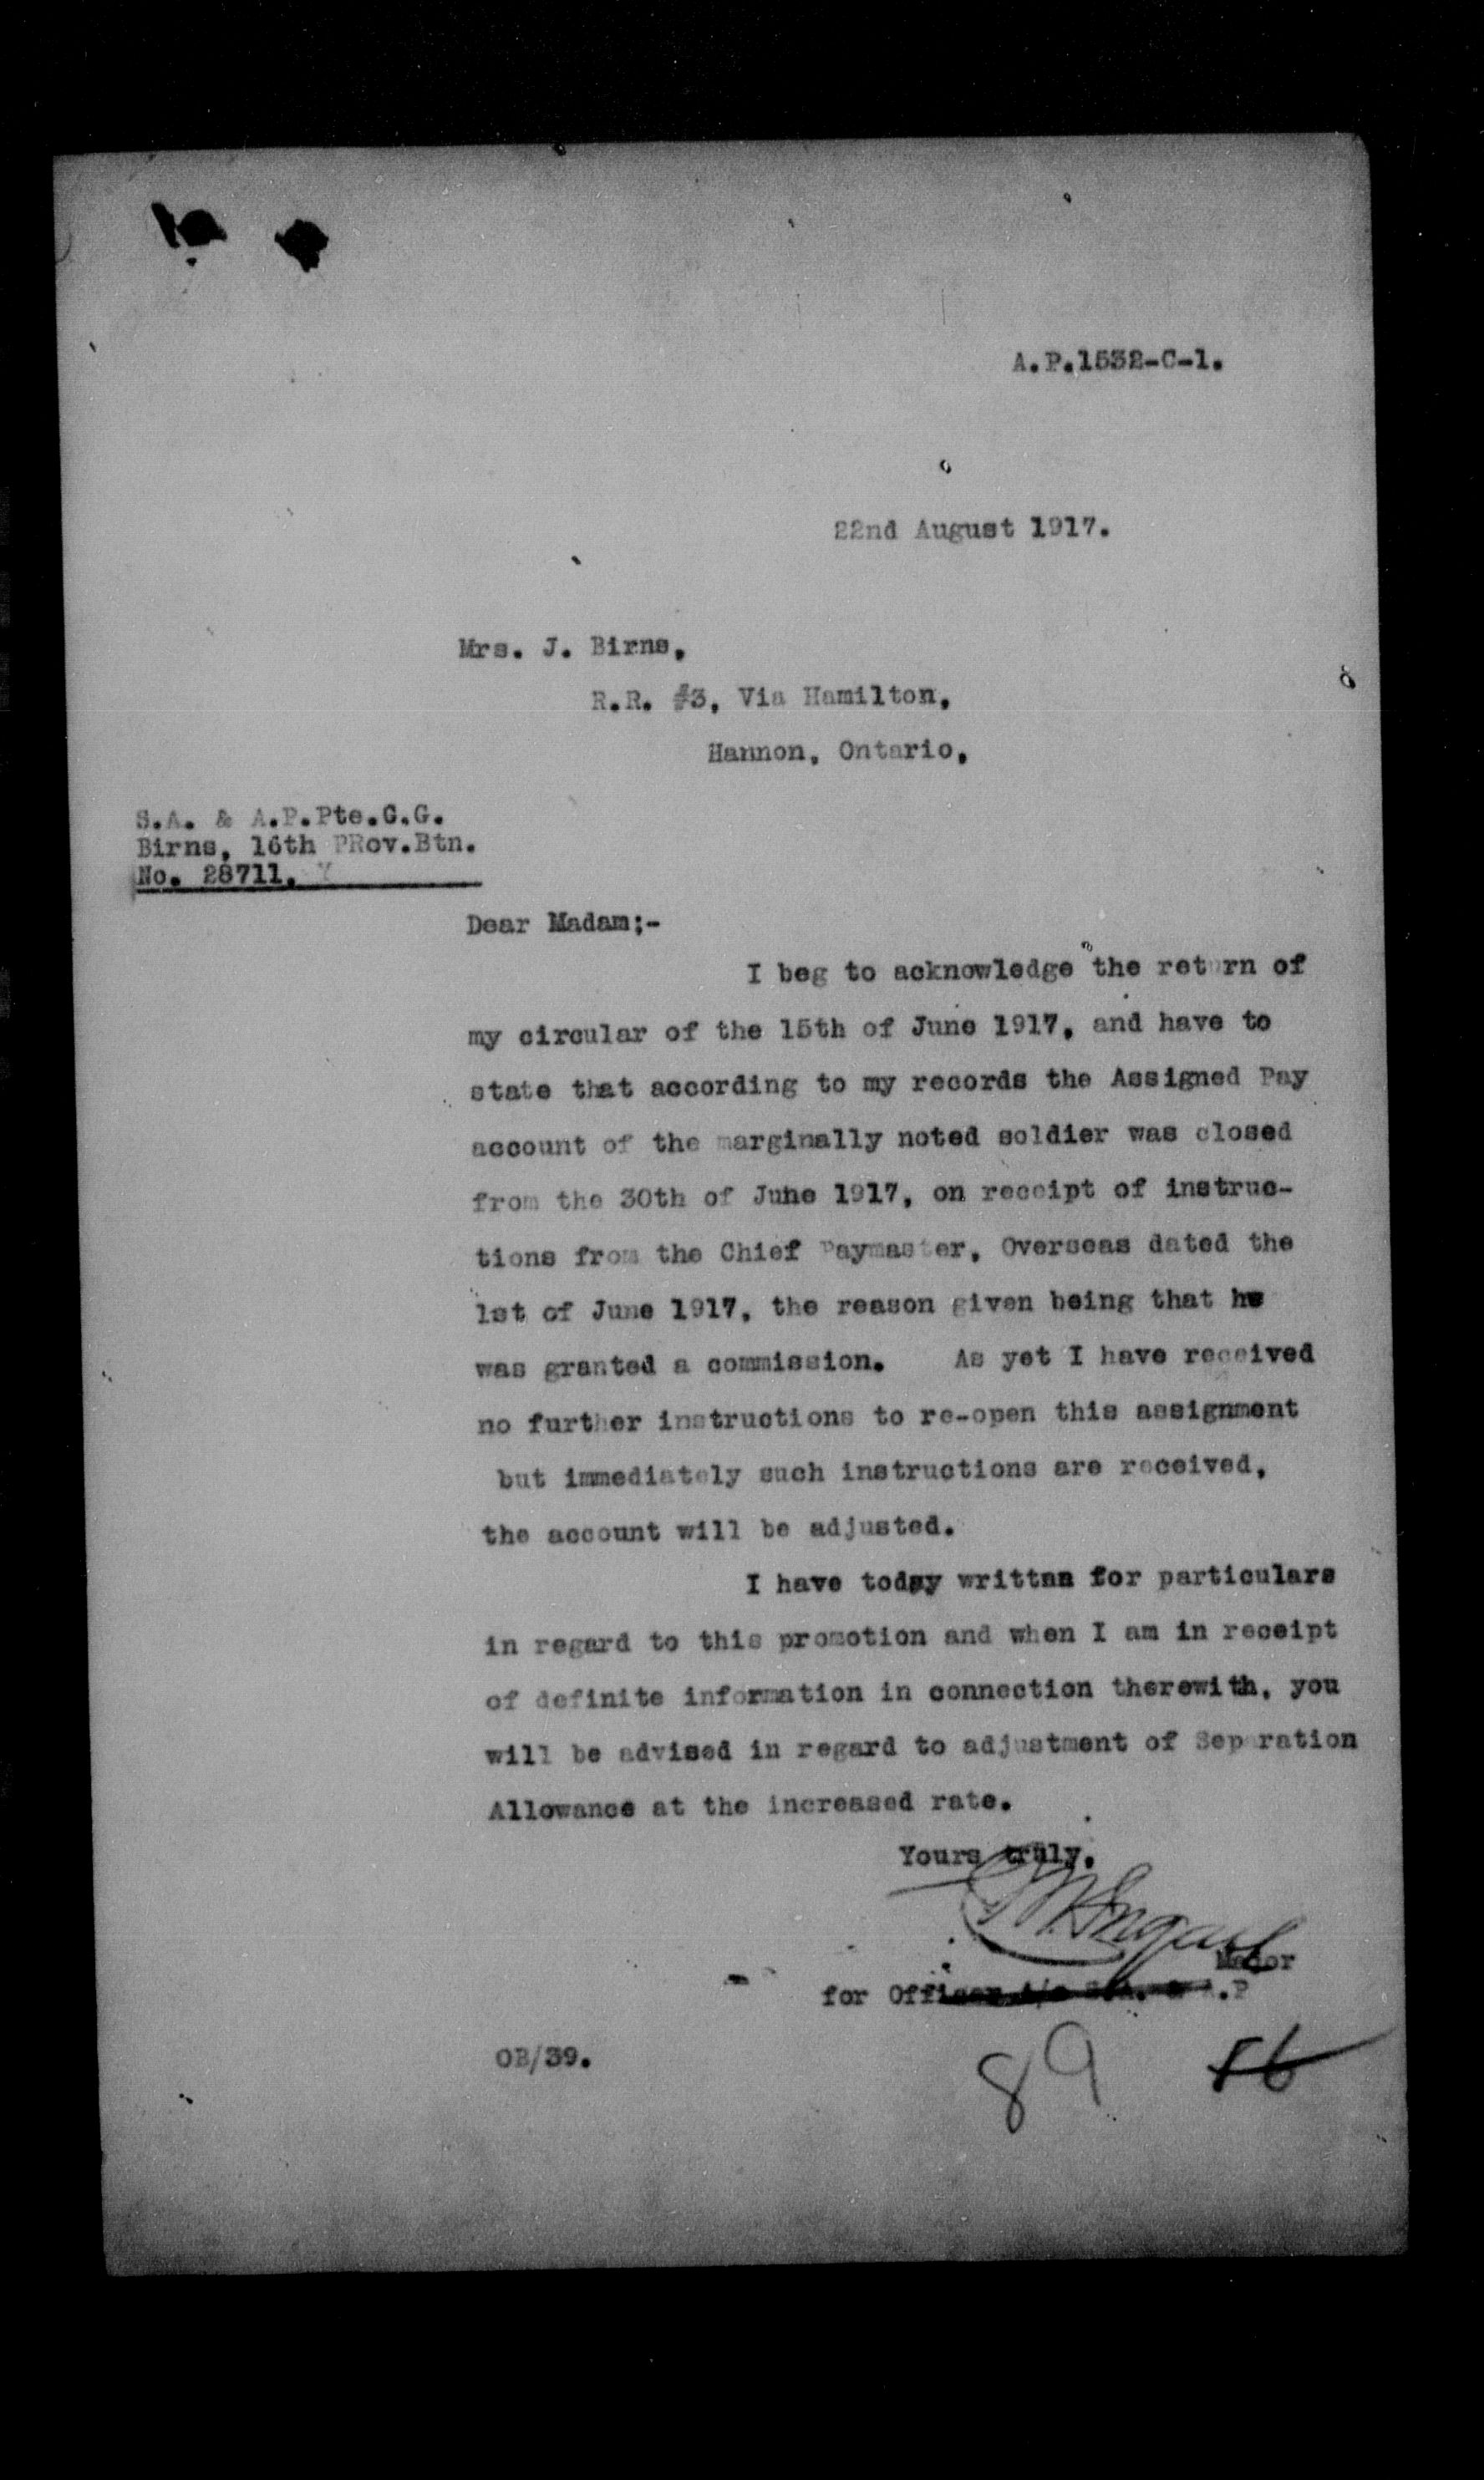 A.P.1532-C-1.
22nd August 1917.
Mrs. J. Birns,
R.R. #3, Via Hamilton,
Hannon, Ontario,
S.A. & A.P.Pte.G.G.
Birns, 16th PRov.Btn.
No. 28711.
Dear Madam;-
I beg to acknowledge the return of
my circular of the 15th of June 1917, and have to
state that according to my records the Assigned Pay
account of the marginally noted soldier was closed
from the 30th of June 1917, on receipt of instruc-
tions from the Chief Paymaster, Overseas dated the
1st of June 1917, the reason given being that he
was granted a commission. As yet I have received
no further instructions to re-open this assignment
but immediately such instructions are received,
the account will be adjusted.
I have today writtnn for particulars
in regard to this promotion and when I am in receipt
of definite information in connection therewith, you
will be advised in regard to adjustment of Separation
Allowance at the increased rate.
Yours truly,
Major
for Officer i/c S.A. & A.P
OB/39.
89 56